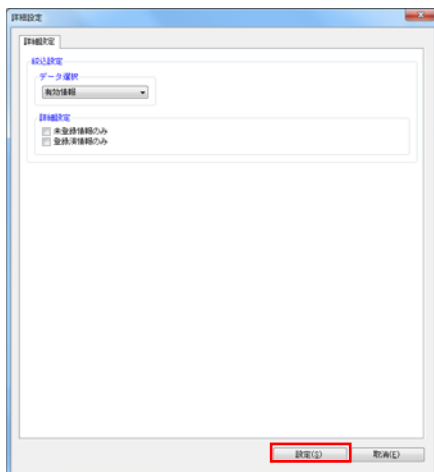 詳細設定
詳細設定
絞込設定
データ選択
有効情報
詳細設定
未登録情報のみ
登録済情報のみ
設定(S)
取消(E)